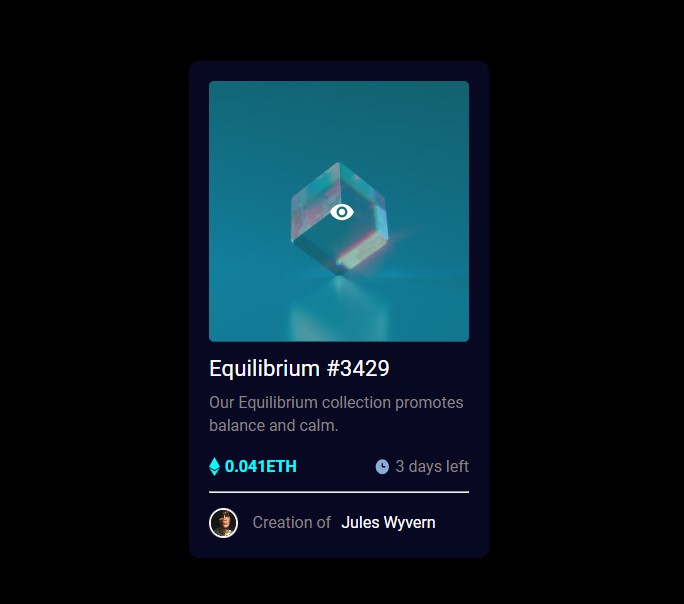 Equilibrium #3429
Our Equilibrium collection promotes
balance and calm.
0.041ETH 3 days left
Creation of Jules Wyvern